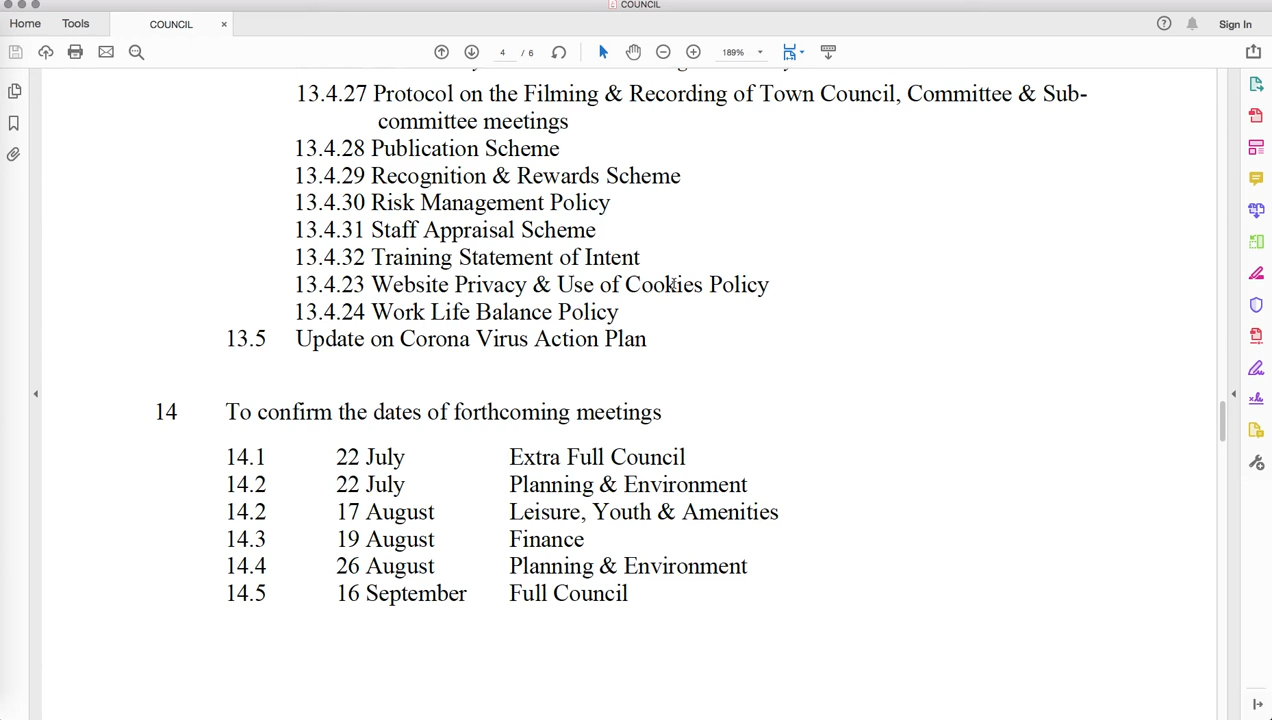 COUNCIL
Home Tools COUNCIL × Sign In
4 / 6 189%
13.4.27 Protocol on the Filming & Recording of Town Council, Committee & Sub-
committee meetings
13.4.28 Publication Scheme
13.4.29 Recognition & Rewards Scheme
13.4.30 Risk Management Policy
13.4.31 Staff Appraisal Scheme
13.4.32 Training Statement of Intent
13.4.23 Website Privacy & Use of Cookies Policy
13.4.24 Work Life Balance Policy
13.5 Update on Corona Virus Action Plan
14 To confirm the dates of forthcoming meetings
14.1 22 July Extra Full Council
14.2 22 July Planning & Environment
14.2 17 August Leisure, Youth & Amenities
14.3 19 August Finance
14.4 26 August Planning & Environment
14.5 16 September Full Council